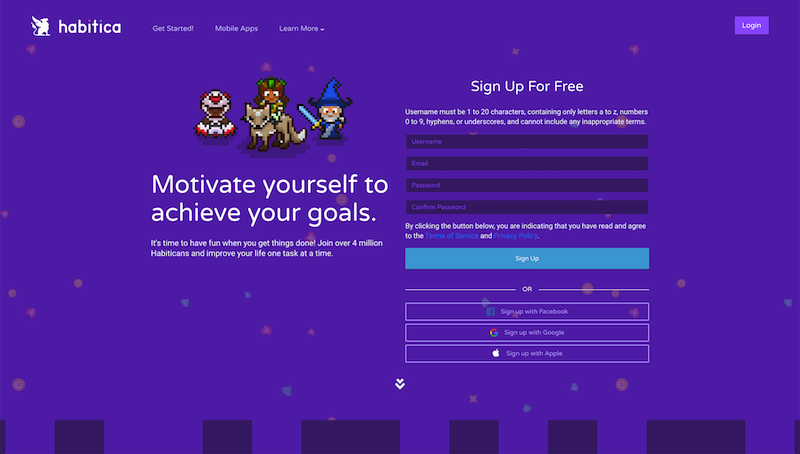 habitica
Get Started!
Mobile Apps
Learn More
Login
Motivate yourself to
achieve your goals.
It's time to have fun when you get things done! Join over 4 million
Habiticans and improve your life one task at a time.
Sign Up For Free
Username must be 1 to 20 characters, containing only letters a to z, numbers
0 to 9, hyphens, or underscores, and cannot include any inappropriate terms.
Username
Email
Password
Confirm Password
By clicking the button below, you are indicating that you have read and agree
to the Terms of Service and Privacy Policy.
Sign Up
OR
Sign up with Facebook
Sign up with Google
Sign up with Apple